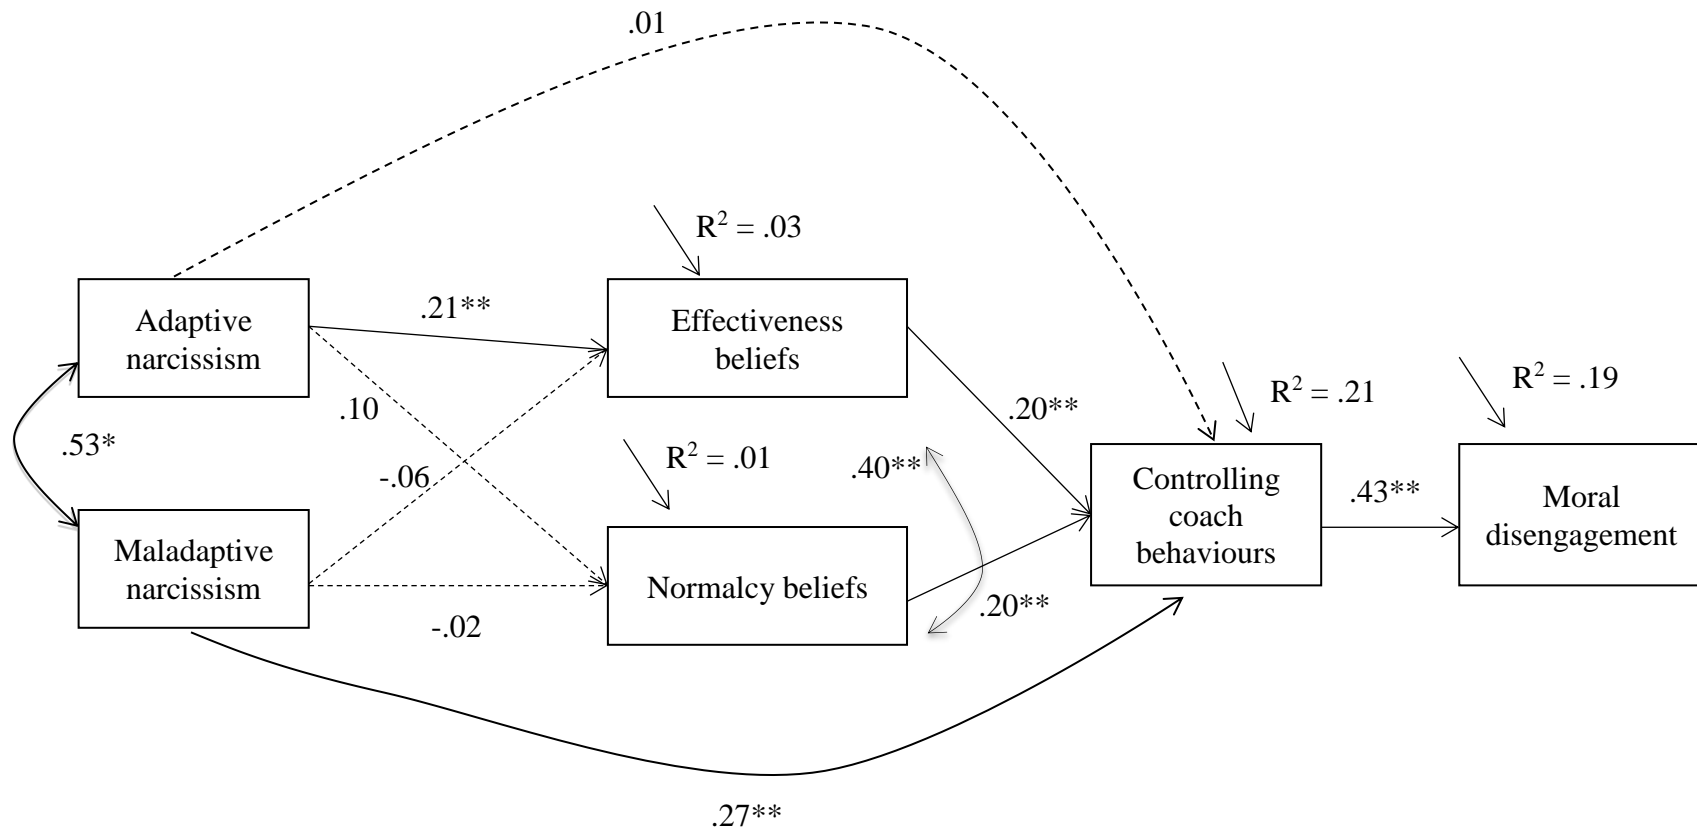 .01
R² = .03
Adaptive
narcissism
.21**
Effectiveness
beliefs
.10
.53*
-.06
R² = .01
.20**
.40**
R² = .21
R² = .19
Maladaptive
narcissism
-.02
Normalcy beliefs
.20**
Controlling
coach
behaviours
.43**
Moral
disengagement
.27**